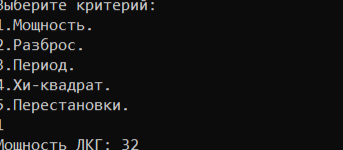 Выберите критерий:
1.Мощность.
2.Разброс.
3.Период.
4.Хи-квадрат.
5.Перестановки.
1
Мощность ЛКГ: 32